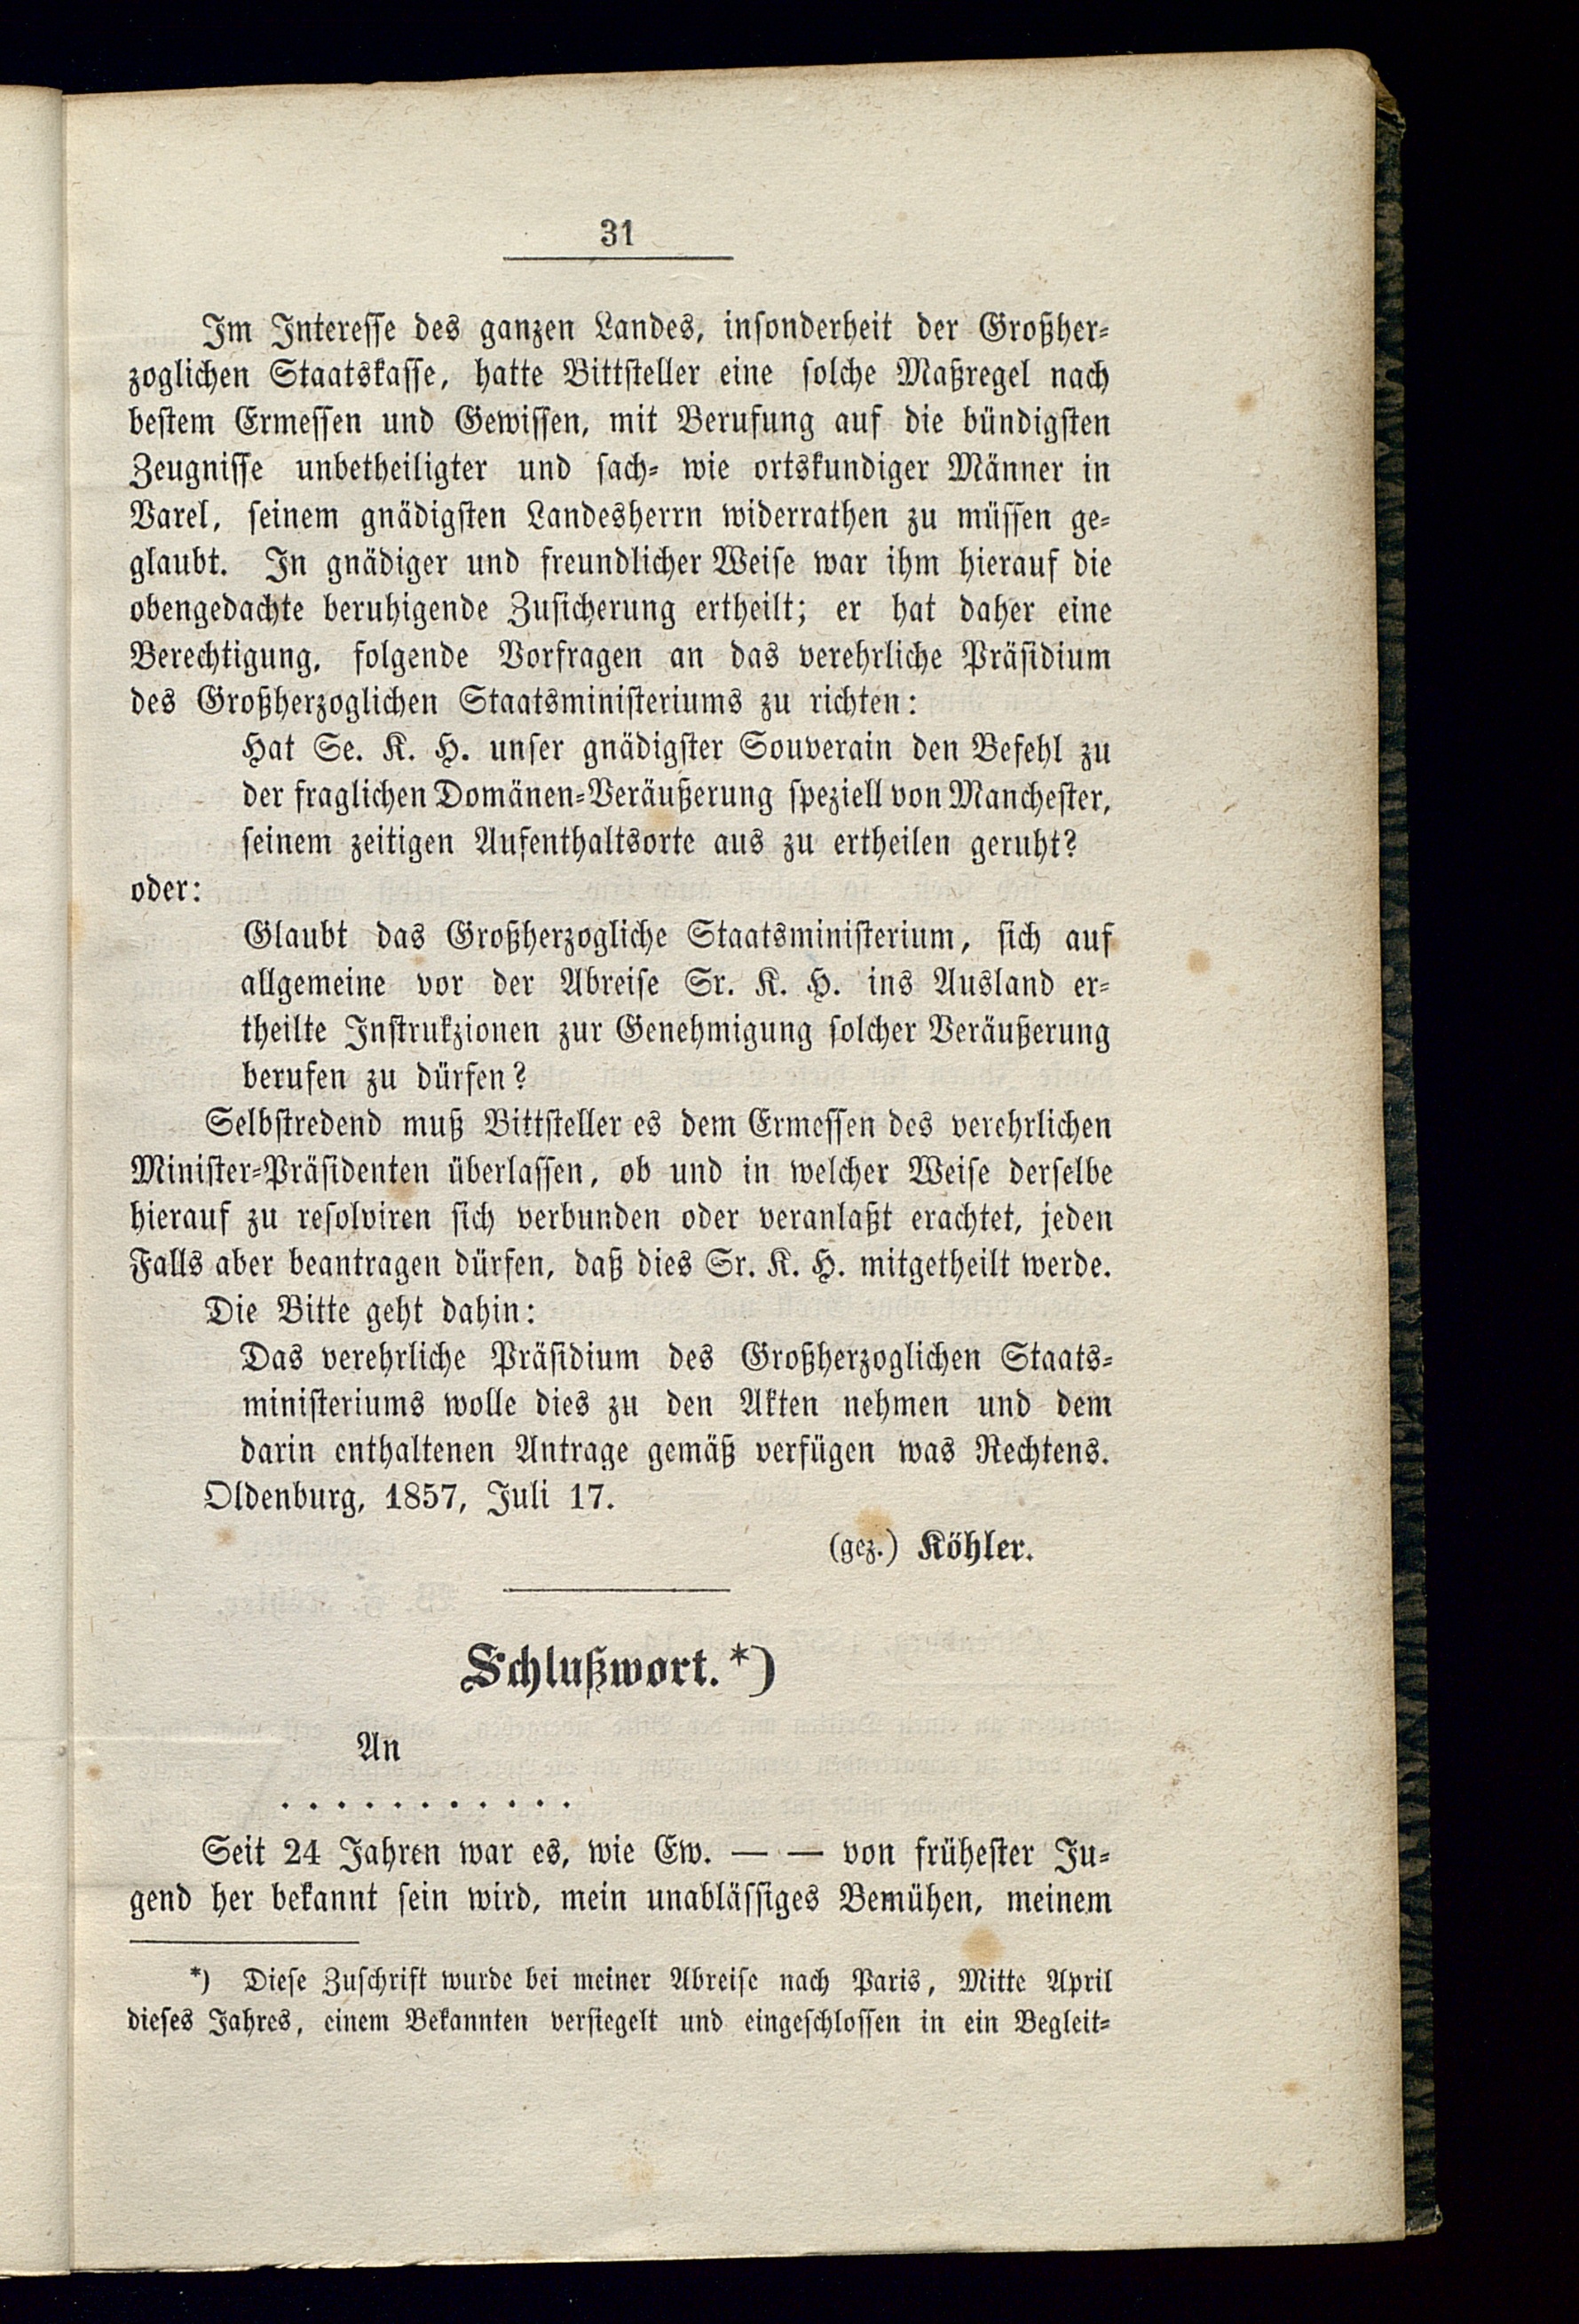 31
Im Interesse des ganzen Landes, insonderheit der Großher-
zoglichen Staatskasse, hatte Bittsteller eine solche Maßregel nach
bestem Ermessen und Gewissen, mit Berufung auf die bündigsten
Zeugnisse unbetheiligter und sach- wie ortskundiger Männer in
Varel, seinem gnädigsten Landesherrn widerrathen zu müssen ge-
glaubt. In gnädiger und freundlicher Weise war ihm hierauf die
obengedachte beruhigende Zusicherung ertheilt; er hat daher eine
Berechtigung, folgende Vorfragen an das verehrliche Präsidium
des Großherzoglichen Staatsministeriums zu richten:
Hat Se. K. H. unser gnädigster Souverain den Befehl zu
der fraglichen Domänen-Veräußerung speziell von Manchester,
seinem zeitigen Aufenthaltsorte aus zu ertheilen geruht?
oder:
Glaubt das Großherzogliche Staatsministerium, sich auf
allgemeine vor der Abreise Sr. K. H. ins Ausland er-
theilte Instrukzionen zur Genehmigung solcher Veräußerung
berufen zu dürfen?
Selbstredend muß Bittsteller es dem Ermessen des verehrlichen
Minister-Präsidenten überlassen, ob und in welcher Weise derselbe
hierauf zu resolviren sich verbunden oder veranlaßt erachtet, jeden
Falls aber beantragen dürfen, daß dies Sr. K. H. mitgetheilt werde.
Die Bitte geht dahin:
Das verehrliche Präsidium des Großherzoglichen Staats-
ministeriums wolle dies zu den Akten nehmen und dem
darin enthaltenen Antrage gemäß verfügen was Rechtens.
Oldenburg, 1857, Juli 17.
(gez.) Köhler.
Schlußwort.*)
An
. . . . . . . . . . .
Seit 24 Jahren war es, wie Ew. — — von frühester Ju-
gend her bekannt sein wird, mein unablässiges Bemühen, meinem
*) Diese Zuschrift wurde bei meiner Abreise nach Paris, Mitte April
dieses Jahres, einem Bekannten versiegelt und eingeschlossen in ein Begleit-